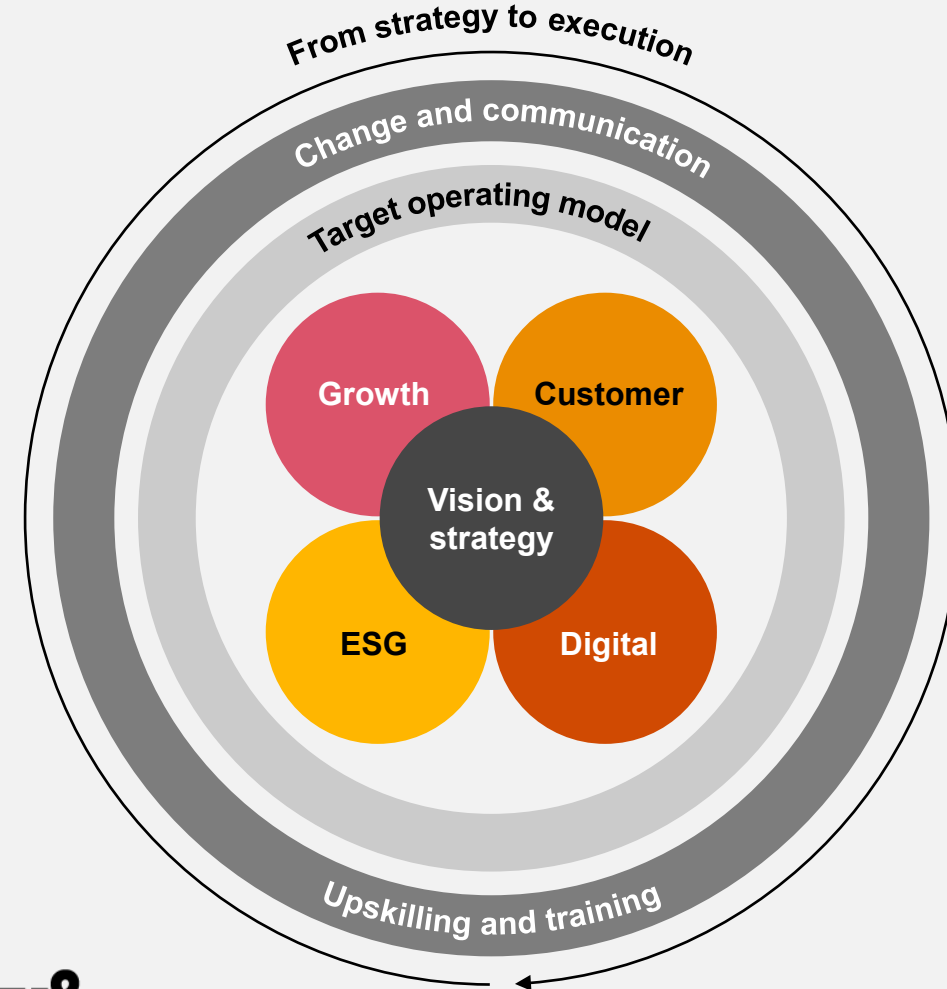 From strategy to execution
Change and communication
Target operating model
Growth
Customer
Vision &
strategy
ESG
Digital
Upskilling and training